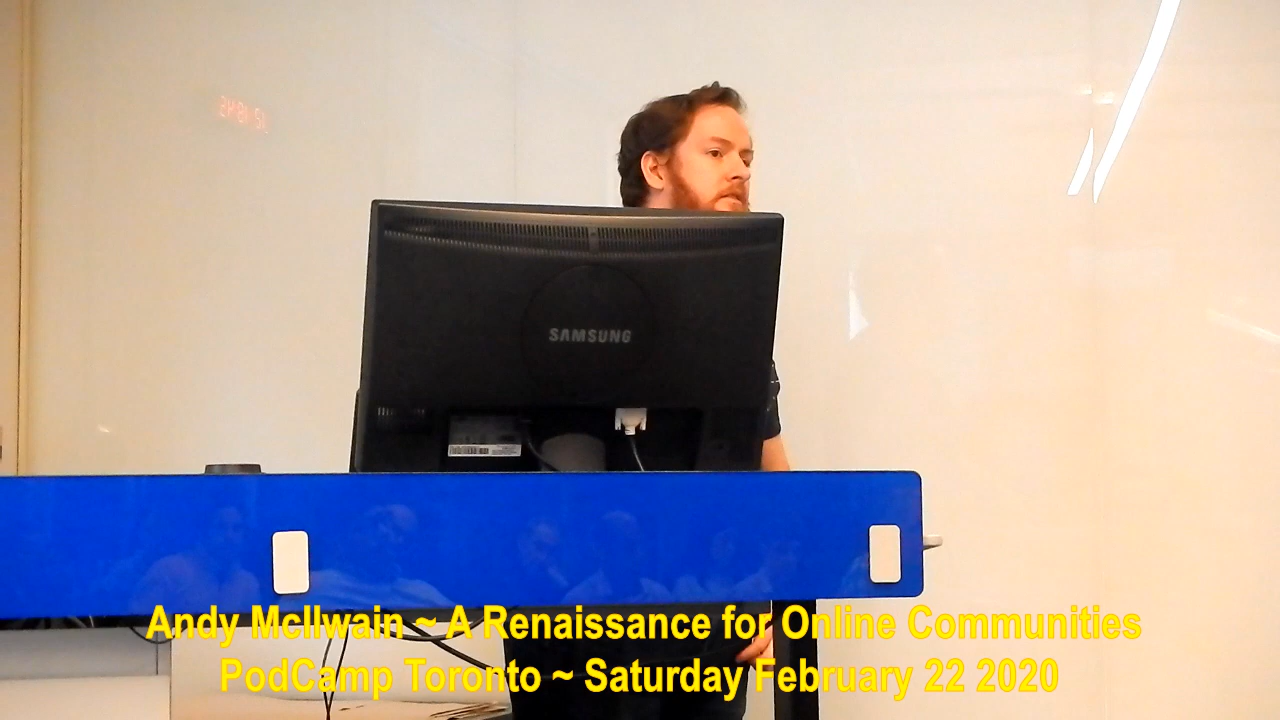 SAMSUNG
Andy McIlwain ~ A Renaissance for Online Communities
PodCamp Toronto ~ Saturday February 22 2020